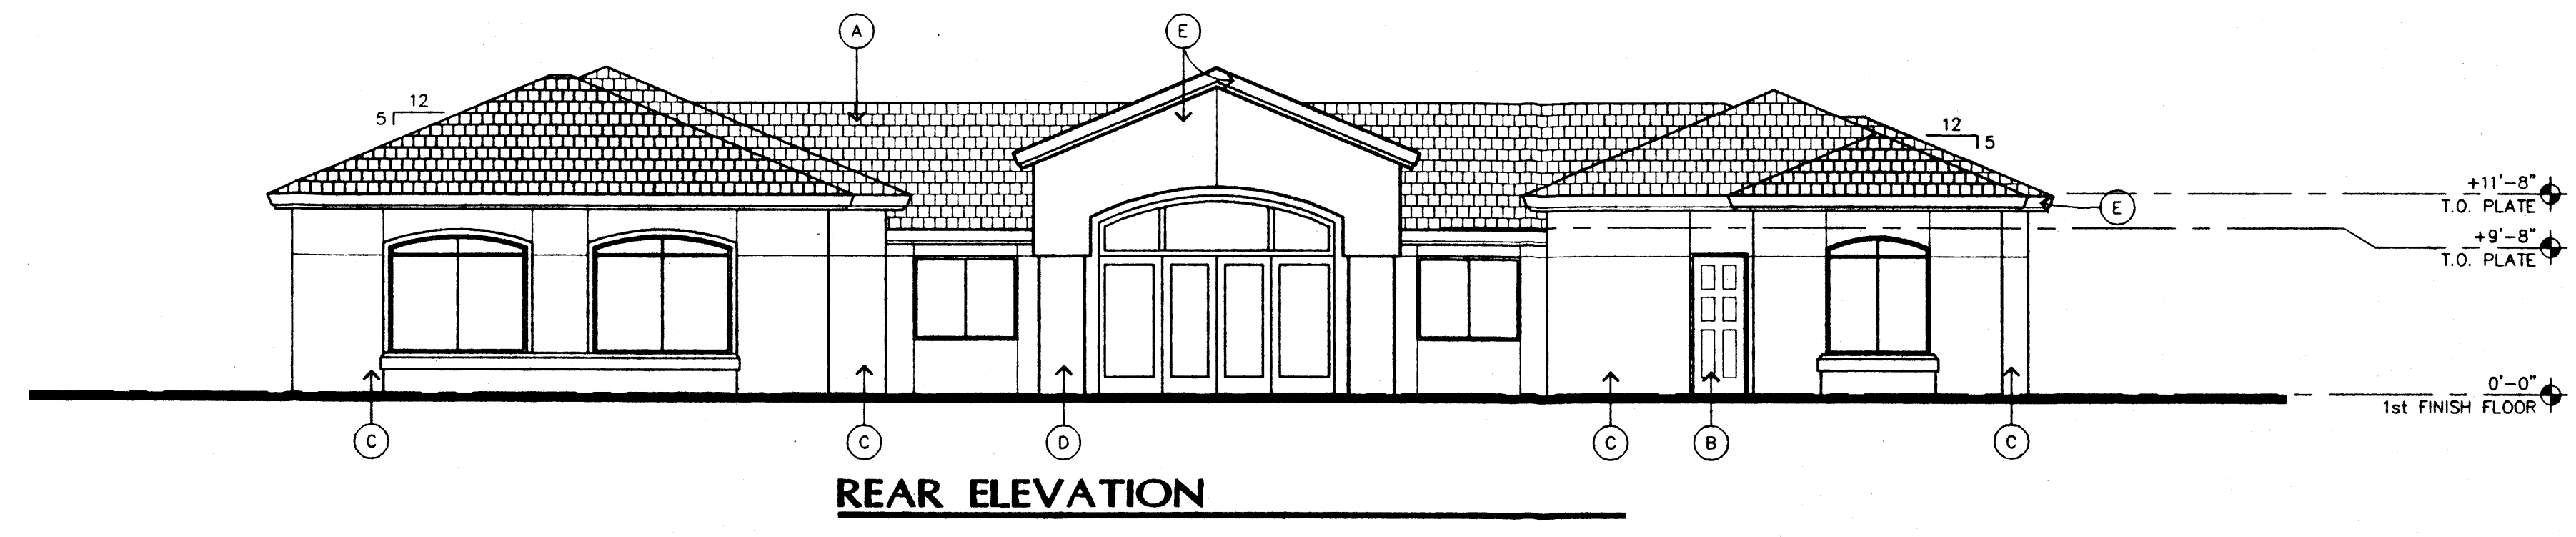 A
E
12
5
12
5
+11'-8"
T.O. PLATE
E
+9'-8"
T.O. PLATE
0'-0"
1st FINISH FLOOR
C
C
D
C
B
C
REAR ELEVATION